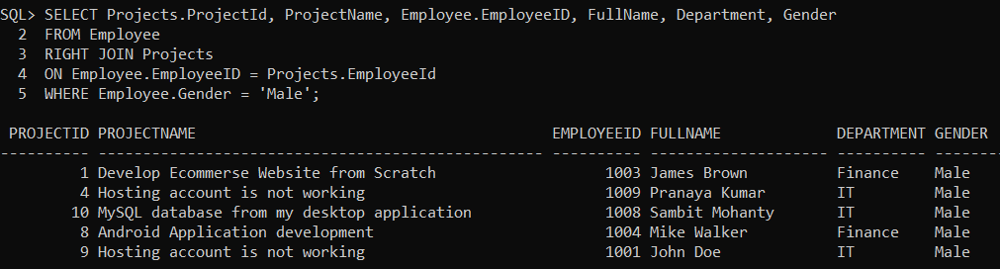 SQL> SELECT Projects.ProjectId, ProjectName, Employee.EmployeeID, FullName, Department, Gender
  2  FROM Employee
  3  RIGHT JOIN Projects
  4  ON Employee.EmployeeID = Projects.EmployeeId
  5  WHERE Employee.Gender = 'Male';

 PROJECTID PROJECTNAME                                        EMPLOYEEID FULLNAME             DEPARTMENT GENDER
---------- -------------------------------------------------- ---------- -------------------- ---------- -------
         1 Develop Ecommerse Website from Scratch                   1003 James Brown          Finance    Male
         4 Hosting account is not working                           1009 Pranaya Kumar        IT         Male
        10 MySQL database from my desktop application               1008 Sambit Mohanty       IT         Male
         8 Android Application development                          1004 Mike Walker          Finance    Male
         9 Hosting account is not working                           1001 John Doe             IT         Male